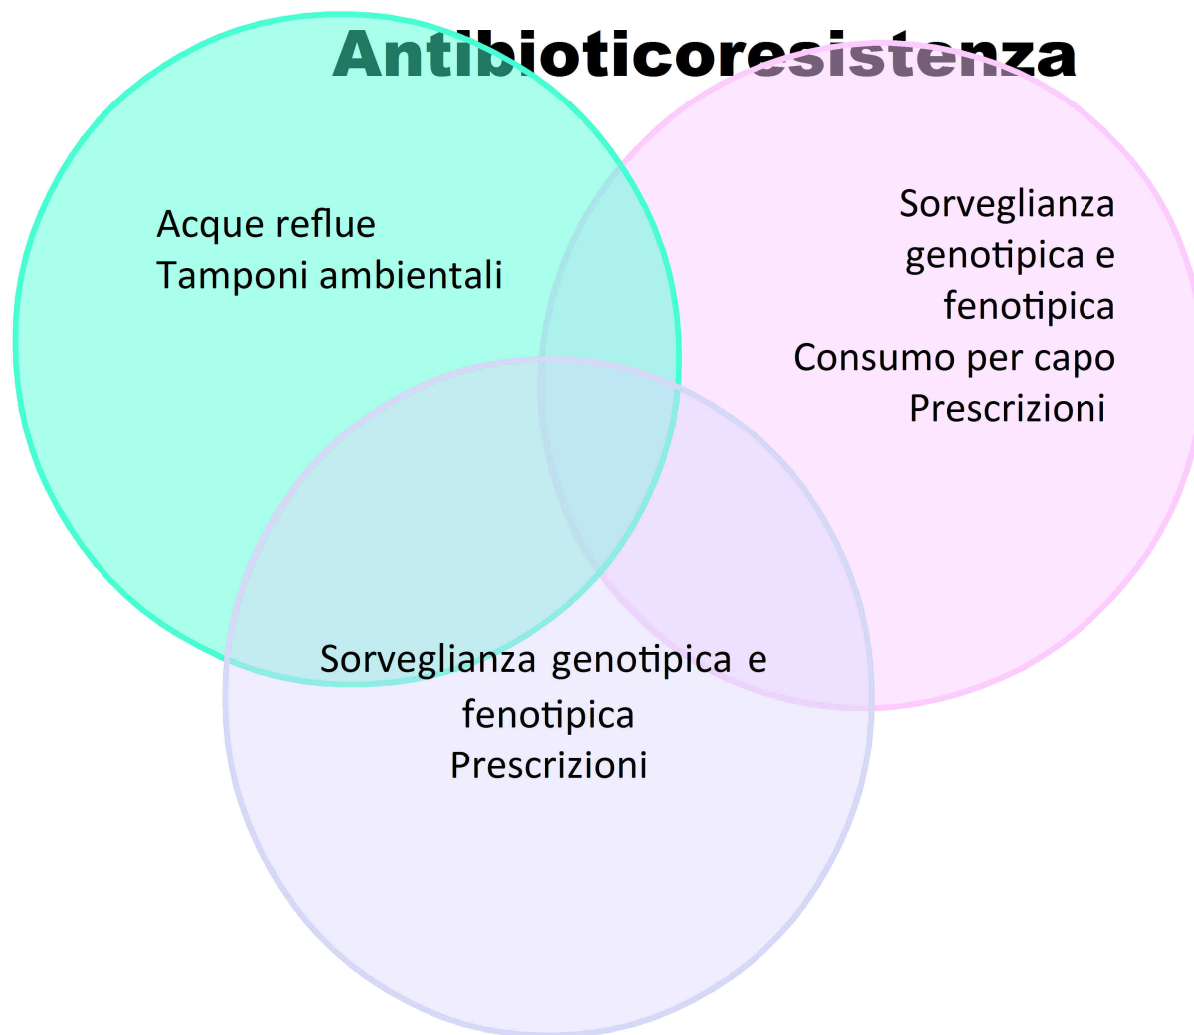 Antibioticoresistenza
Acque reflue
Tamponi ambientali
Sorveglianza
genotipica e
fenotipica
Consumo per capo
Prescrizioni
Sorveglianza genotipica e
fenotipica
Prescrizioni